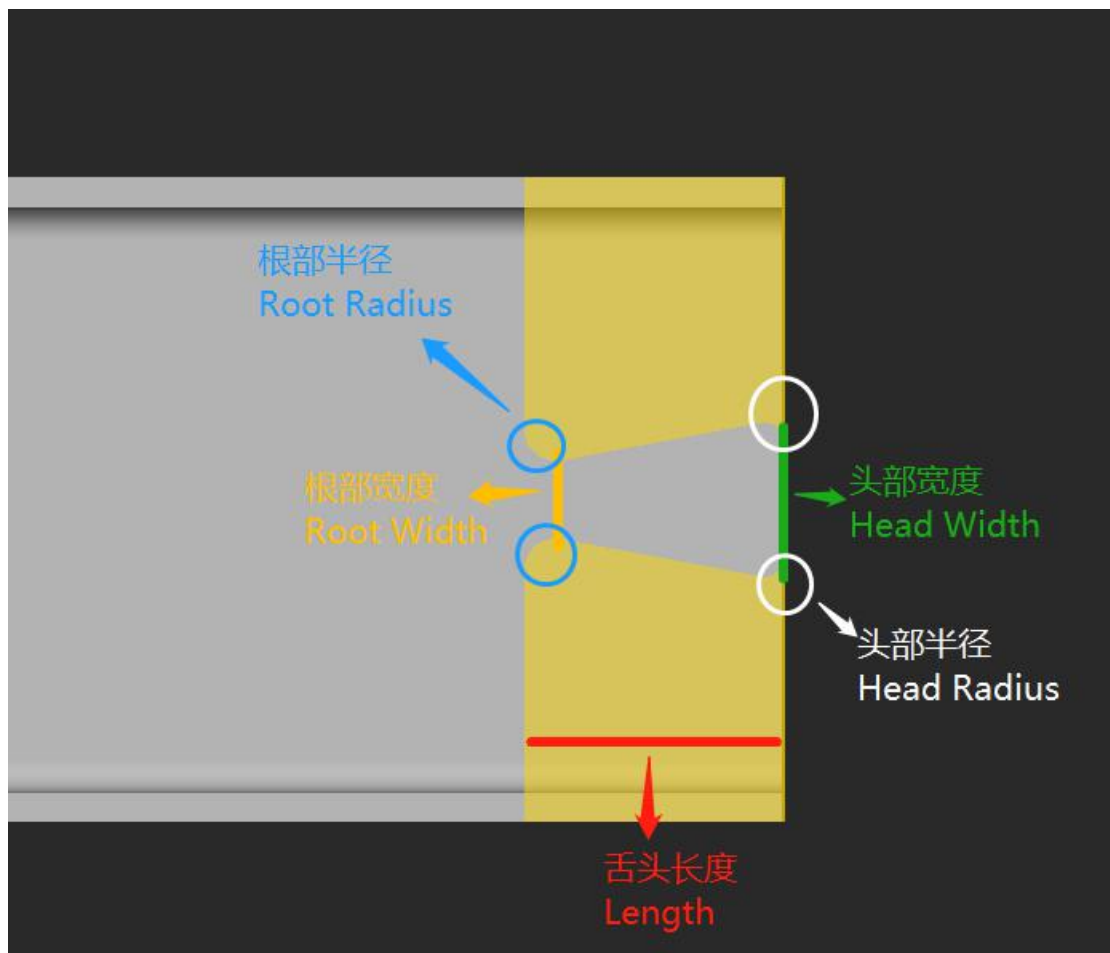 根部半径
Root Radius
根部宽度
Root Width
头部宽度
Head Width
头部半径
Head Radius
舌头长度
Length